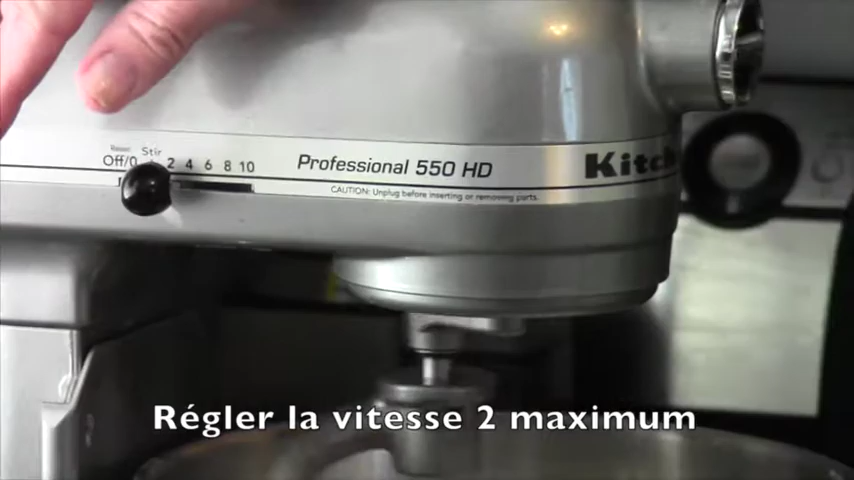 Off/0 Stir 2 4 6 8 10
Professional 550 HD
CAUTION: Unplug before inserting or removing parts.
Kitch
Régler la vitesse 2 maximum